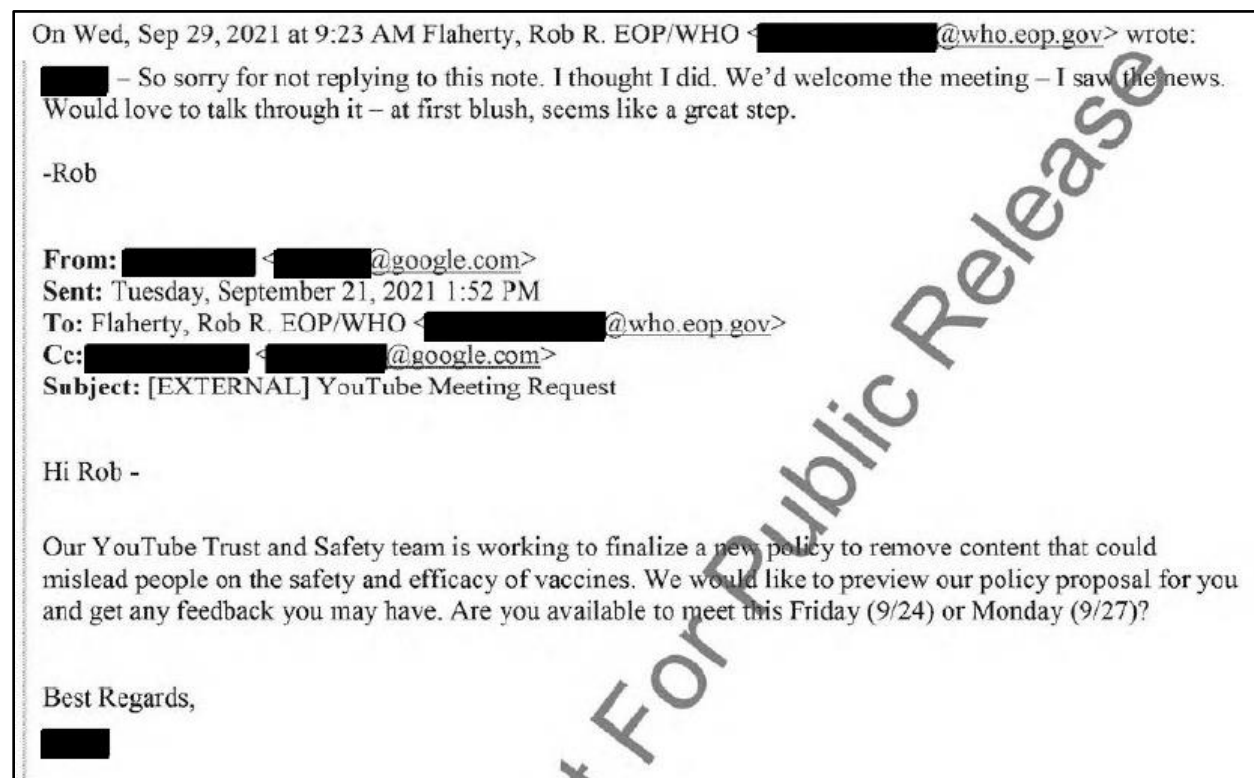 On Wed, Sep 29, 2021 at 9:23 AM Flaherty, Rob R. EOP/WHO < @who.eop.gov> wrote:
– So sorry for not replying to this note. I thought I did. We’d welcome the meeting – I saw the news.
Would love to talk through it – at first blush, seems like a great step.
-Rob
From: < @google.com>
Sent: Tuesday, September 21, 2021 1:52 PM
To: Flaherty, Rob R. EOP/WHO < @who.eop.gov>
Cc: < @google.com>
Subject: [EXTERNAL] YouTube Meeting Request
Hi Rob -
Our YouTube Trust and Safety team is working to finalize a new policy to remove content that could
mislead people on the safety and efficacy of vaccines. We would like to preview our policy proposal for you
and get any feedback you may have. Are you available to meet this Friday (9/24) or Monday (9/27)?
Best Regards,
For Public Release